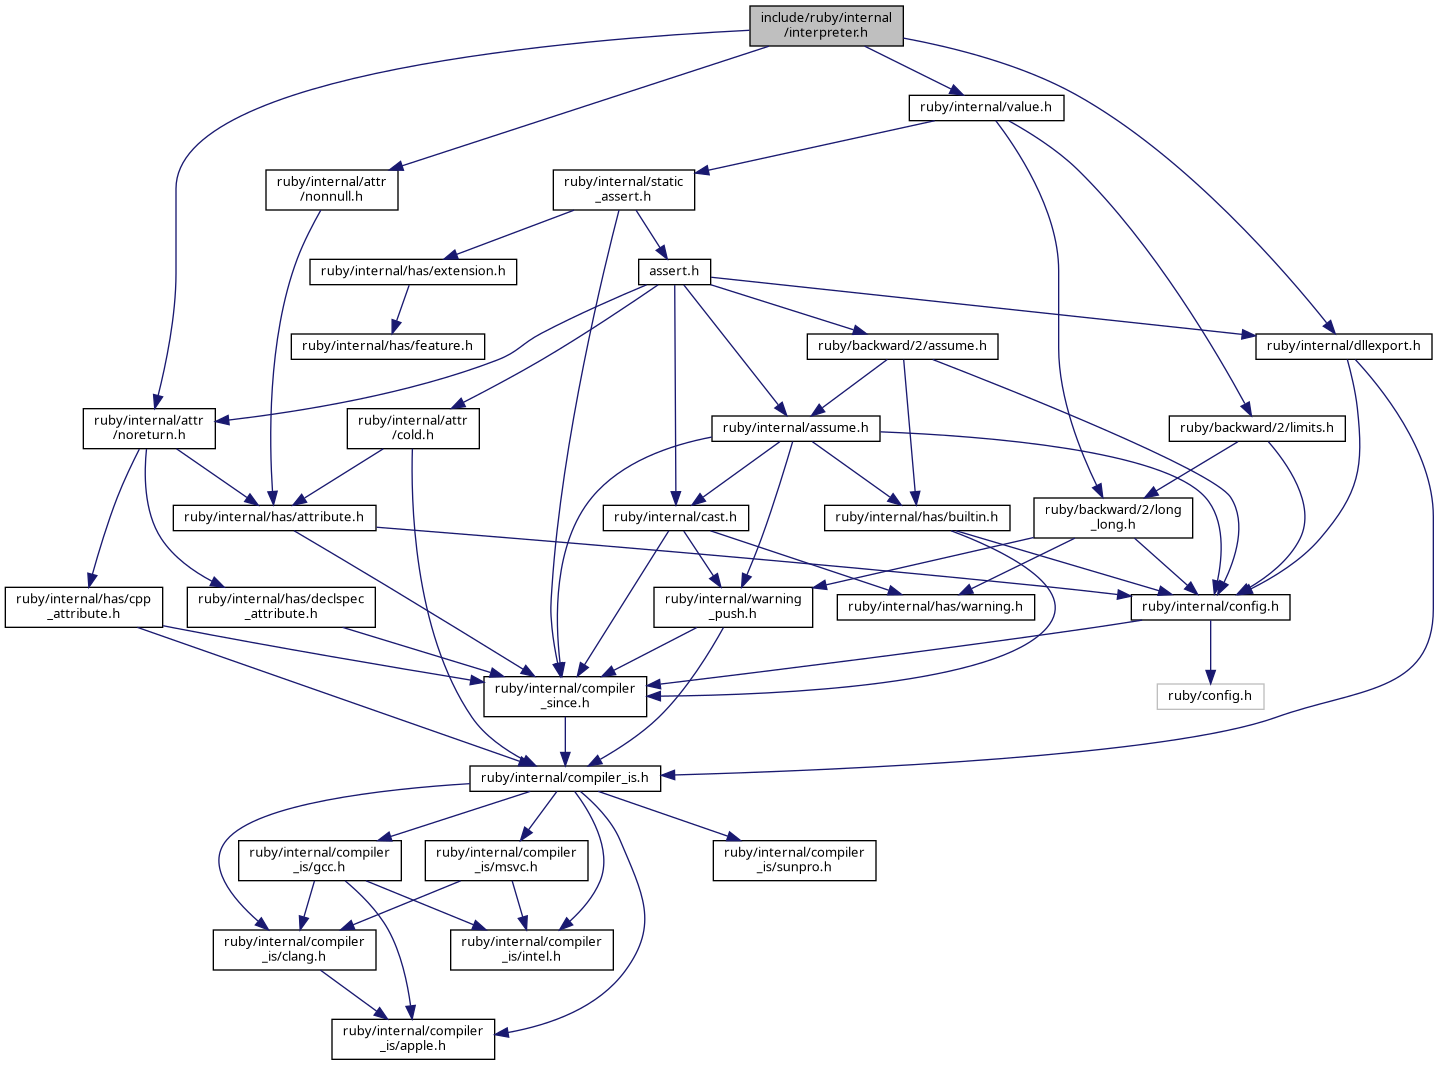 include/ruby/internal
/interpreter.h
ruby/internal/value.h
ruby/internal/attr
/nonnull.h
ruby/internal/static
_assert.h
ruby/internal/has/extension.h
assert.h
ruby/internal/has/feature.h
ruby/backward/2/assume.h
ruby/internal/dllexport.h
ruby/internal/attr
/noreturn.h
ruby/internal/attr
/cold.h
ruby/internal/assume.h
ruby/backward/2/limits.h
ruby/internal/has/attribute.h
ruby/internal/cast.h
ruby/internal/has/builtin.h
ruby/backward/2/long
_long.h
ruby/internal/has/cpp
_attribute.h
ruby/internal/has/declspec
_attribute.h
ruby/internal/warning
_push.h
ruby/internal/has/warning.h
ruby/internal/config.h
ruby/internal/compiler
_since.h
ruby/config.h
ruby/internal/compiler_is.h
ruby/internal/compiler
_is/gcc.h
ruby/internal/compiler
_is/msvc.h
ruby/internal/compiler
_is/sunpro.h
ruby/internal/compiler
_is/clang.h
ruby/internal/compiler
_is/intel.h
ruby/internal/compiler
_is/apple.h